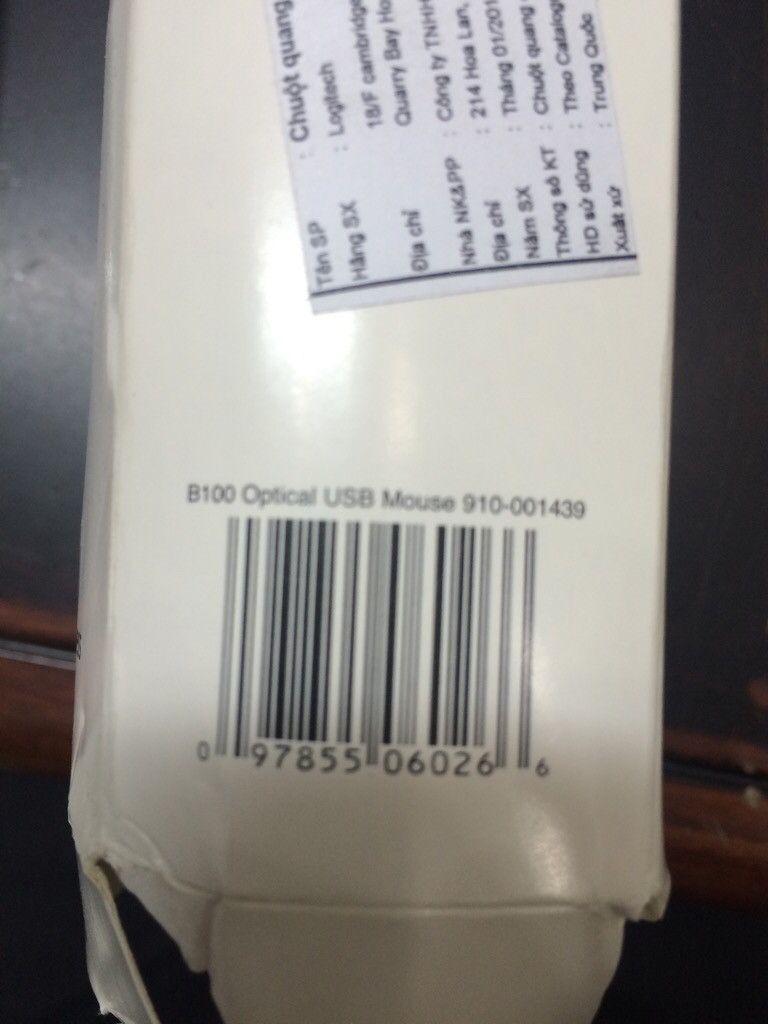 Tên SP : Chuột quang
Hãng SX : Logitech
18/F cambridge
Địa chỉ Quarry Bay Ho
Nhà NK&PP : Công ty TNHH
Địa chỉ : 214 Hoa Lan,
Năm SX : Tháng 01/201
Thông số KT : Chuột quang
HD sử dũng : Theo Catalog
Xuất xứ : Trung Quốc
B100 Optical USB Mouse 910-001439
0 97855 06026 6